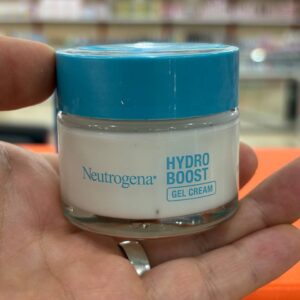 Neutrogena®
HYDRO
BOOST
GEL CREAM